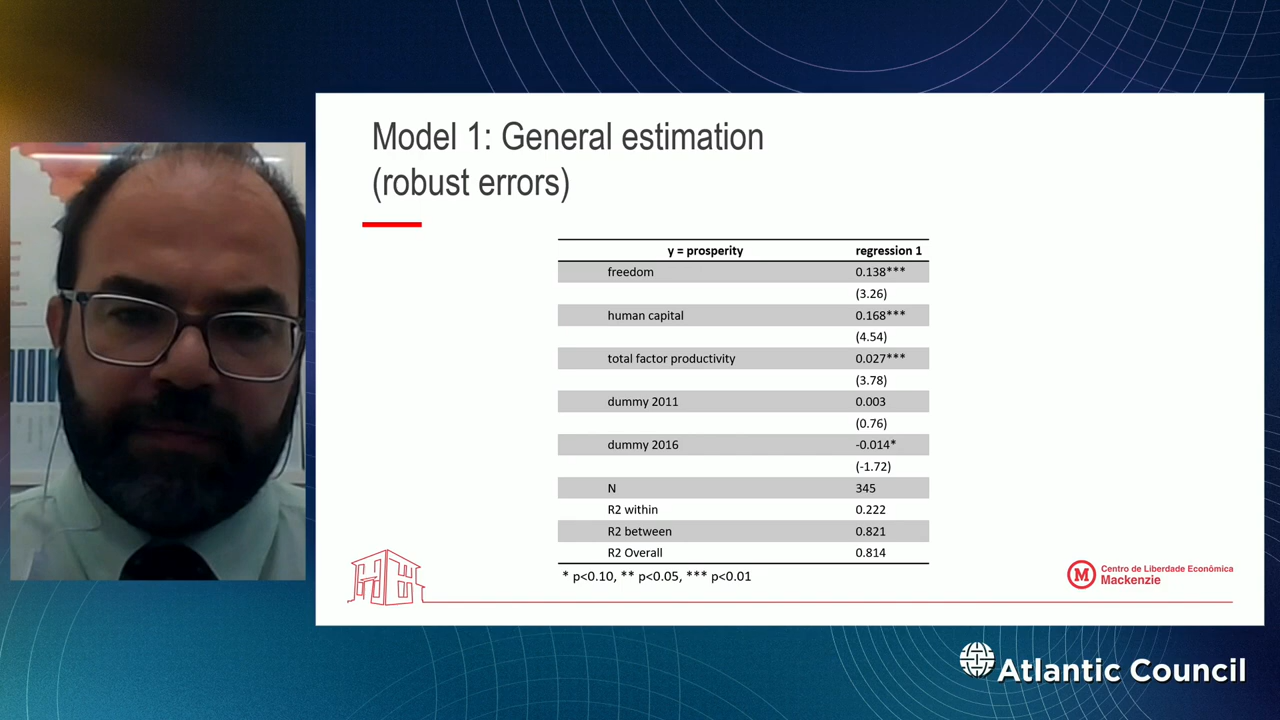 Model 1: General estimation
(robust errors)
y = prosperity regression 1
freedom 0.138***
(3.26)
human capital 0.168***
(4.54)
total factor productivity 0.027***
(3.78)
dummy 2011 0.003
(0.76)
dummy 2016 -0.014*
(-1.72)
N 345
R2 within 0.222
R2 between 0.821
R2 Overall 0.814
* p<0.10, ** p<0.05, *** p<0.01
M
Centro de Liberdade Econômica
Mackenzie
Atlantic Council